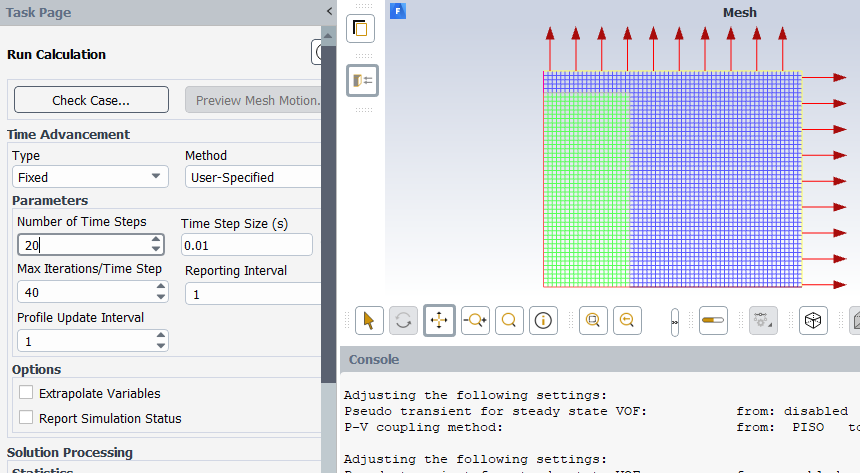 Task Page
<
Run Calculation
Check Case...
Preview Mesh Motion.
Time Advancement
Type
Method
Fixed
User-Specified
Parameters
Number of Time Steps
Time Step Size (s)
20
0.01
Max Iterations/Time Step
Reporting Interval
40
1
Profile Update Interval
1
Options
Extrapolate Variables
Report Simulation Status
Solution Processing
Statistics
F
Mesh
Console
Adjusting the following settings:
Pseudo transient for steady state VOF: from: disabled
P-V coupling method: from: PISO to
Adjusting the following settings: